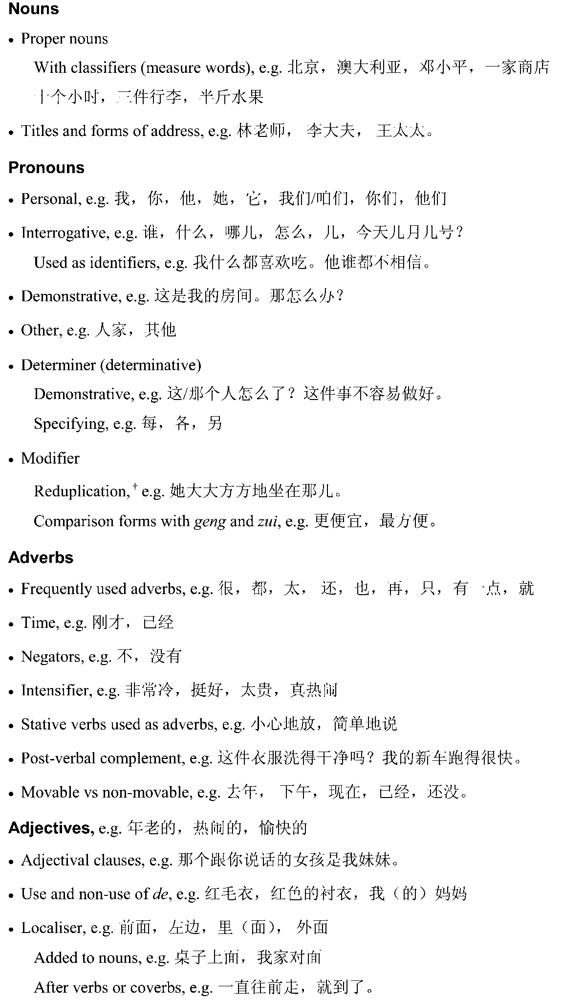 Nouns
• Proper nouns
With classifiers (measure words), e.g. 北京，澳大利亚，邓小平，一家商店
十个小时，三件行李，半斤水果
• Titles and forms of address, e.g. 林老师， 李大夫， 王太太。
Pronouns
• Personal, e.g. 我，你，他，她，它，我们/咱们，你们，他们
• Interrogative, e.g. 谁，什么，哪儿，怎么，几，今天几月几号？
Used as identifiers, e.g. 我什么都喜欢吃。他谁都不相信。
• Demonstrative, e.g. 这是我的房间。那怎么办？
• Other, e.g. 人家，其他
• Determiner (determinative)
Demonstrative, e.g. 这/那个人怎么了？这件事不容易做好。
Specifying, e.g. 每，各，另
• Modifier
Reduplication,† e.g. 她大大方方地坐在那儿。
Comparison forms with geng and zui, e.g. 更便宜，最方便。
Adverbs
• Frequently used adverbs, e.g. 很，都，太， 还，也，再，只，有一点，就
• Time, e.g. 刚才，已经
• Negators, e.g. 不，没有
• Intensifier, e.g. 非常冷，挺好，太贵，真热闹
• Stative verbs used as adverbs, e.g. 小心地放，简单地说
• Post-verbal complement, e.g. 这件衣服洗得干净吗？我的新车跑得很快。
• Movable vs non-movable, e.g. 去年， 下午，现在，已经，还没。
Adjectives, e.g. 年老的，热闹的，愉快的
• Adjectival clauses, e.g. 那个跟你说话的女孩是我妹妹。
• Use and non-use of de, e.g. 红毛衣，红色的衬衣，我（的）妈妈
• Localiser, e.g. 前面，左边，里（面）， 外面
Added to nouns, e.g. 桌子上面，我家对面
After verbs or coverbs, e.g. 一直往前走，就到了。